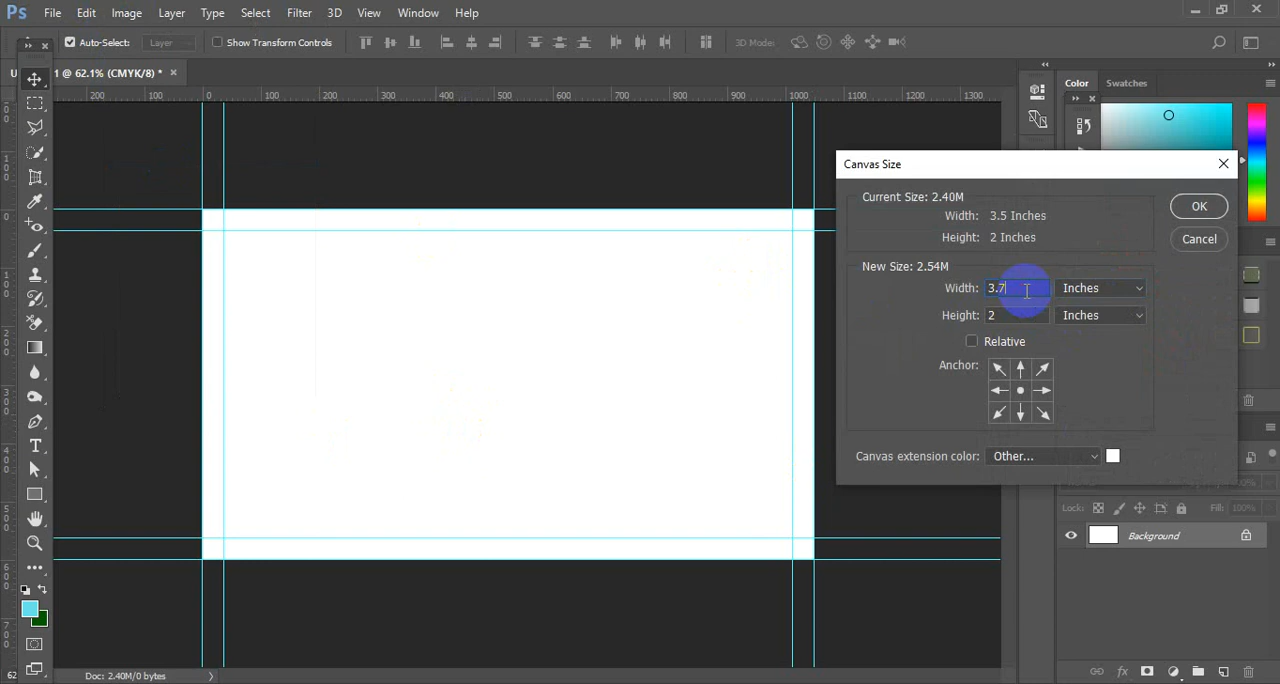 Ps File Edit Image Layer Type Select Filter 3D View Window Help
Auto-Select: Layer Show Transform Controls 3D Mode:
1 @ 62.1% (CMYK/8) * ×
Color Swatches
200 100 0 100 200 300 400 500 600 700 800 900 1000 1100 1200 1300
Canvas Size
Current Size: 2.40M
OK
Width: 3.5 Inches
Height: 2 Inches
Cancel
New Size: 2.54M
Width: 3.7 Inches
Height: 2 Inches
Relative
Anchor:
Canvas extension color: Other...
Lock: Fill: 100%
Background
62 Doc: 2.40M/0 bytes